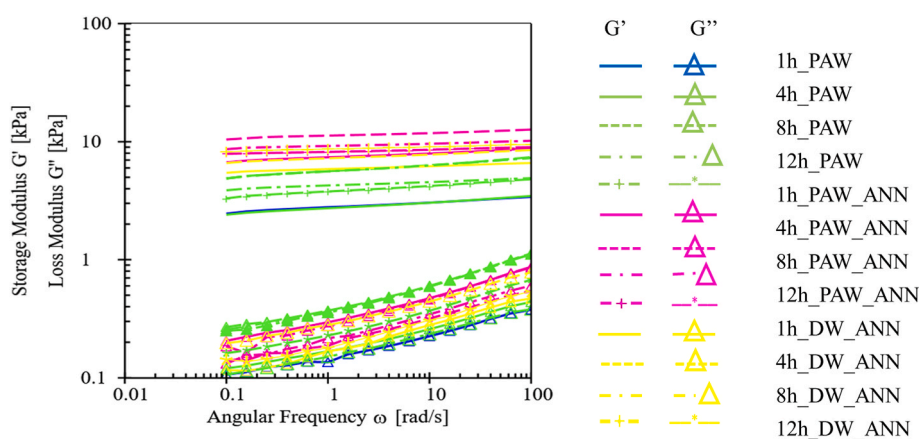 Storage Modulus G' [kPa]
Loss Modulus G" [kPa]
100
10
1
0.1
0.01
0.1
1
10
100
Angular Frequency ω [rad/s]
G’ G’’
1h_PAW
4h_PAW
8h_PAW
12h_PAW
1h_PAW_ANN
4h_PAW_ANN
8h_PAW_ANN
12h_PAW_ANN
1h_DW_ANN
4h_DW_ANN
8h_DW_ANN
12h_DW_ANN